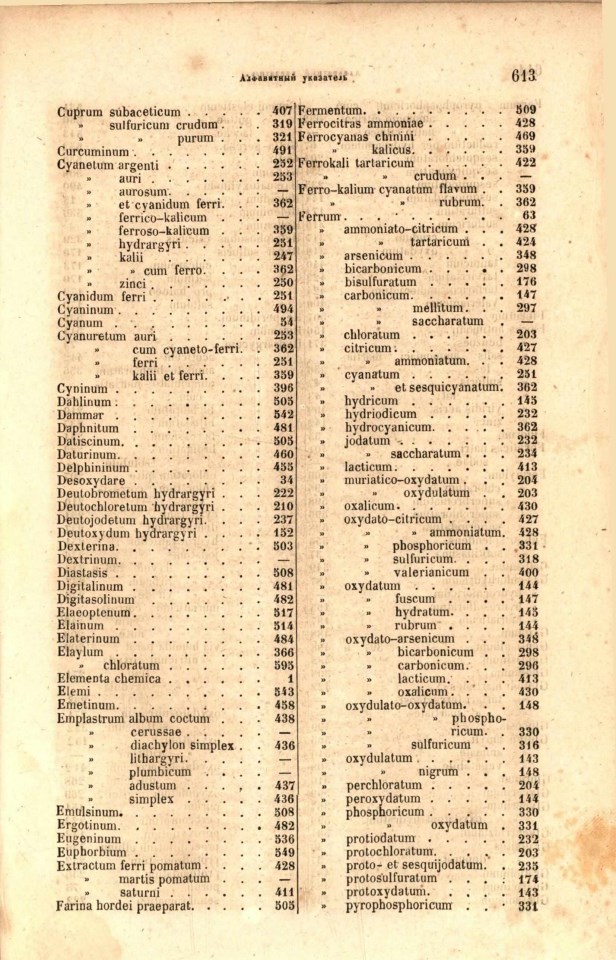 Алфавитный указатель 613
Cuprum subaceticum . . . . . 407
» sulfuricum crudum . . . 319
» » purum . . . 321
Curcuminum . . . . . . . . 491
Cyanetum argenti . . . . . . 252
» auri . . . . . . . 253
» aurosum . . . . . . —
» et cyanidum ferri . . . 362
» ferrico-kalicum . . . —
» ferroso-kalicum . . . 359
» hydrargyri . . . . . 251
» kalii . . . . . . . 247
» » cum ferro . . . . 362
» zinci . . . . . . . 250
Cyanidum ferri . . . . . . . 251
Cyaninum . . . . . . . . . 494
Cyanum . . . . . . . . . . 54
Cyanuretum auri . . . . . . 253
» cum cyaneto-ferri . . 362
» ferri . . . . . . . 251
» kalii et ferri . . . . 359
Cyninum . . . . . . . . . 396
Dahlinum . . . . . . . . . 505
Dammar . . . . . . . . . 542
Daphnitum . . . . . . . . 481
Datiscinum . . . . . . . . 505
Daturinum . . . . . . . . 460
Delphininum . . . . . . . . 455
Desoxydare . . . . . . . . 34
Deutobrometum hydrargyri . . . 222
Deutochloretum hydrargyri . . . 210
Deutojodetum hydrargyri . . . . 237
Deutoxydum hydrargyri . . . . 152
Dexterina . . . . . . . . . 503
Dextrinum . . . . . . . . . —
Diastasis . . . . . . . . . 508
Digitalinum . . . . . . . . 481
Digitasolinum . . . . . . . 482
Elaeoptenum . . . . . . . . 517
Elainum . . . . . . . . . 514
Elaterinum . . . . . . . . 484
Elaylum . . . . . . . . . 366
» chloratum . . . . . . 595
Elementa chemica . . . . . . 1
Elemi . . . . . . . . . . 543
Emetinum . . . . . . . . . 458
Emplastrum album coctum . . . 438
» cerussae . . . . . —
» diachylon simplex . . 436
» lithargyri . . . . . —
» plumbicum . . . . —
» adustum . . . . . 437
» simplex . . . . . 436
Emulsinum . . . . . . . . 508
Ergotinum . . . . . . . . . 482
Eugeninum . . . . . . . . 536
Euphorbium . . . . . . . . 549
Extractum ferri pomatum . . . . 428
» martis pomatum . . . —
» saturni . . . . . . 411
Farina hordei praeparat. . . . . 505
Fermentum . . . . . . . . 509
Ferrocitras ammoniae . . . . . 428
Ferrocyanas chinini . . . . . 469
» kalicus . . . . . 359
Ferrokali tartaricum . . . . . 422
» » crudum . . . —
Ferro-kalium cyanatum flavum . . 359
» » rubrum . . 362
Ferrum . . . . . . . . . . 63
» ammoniato-citricum . . . 428
» » tartaricum . . 424
» arsenicum . . . . . . 348
» bicarbonicum . . . . . 298
» bisulfuratum . . . . . 176
» carbonicum . . . . . . 147
» » mellitum . . . 297
» » saccharatum . . —
» chloratum . . . . . . 203
» citricum . . . . . . . 427
» » ammoniatum . . . 428
» cyanatum . . . . . . 251
» » et sesquicyanatum . 362
» hydricum . . . . . . 145
» hydriodicum . . . . . 232
» hydrocyanicum . . . . . 362
» jodatum . . . . . . . 232
» » saccharatum . . . 234
» lacticum . . . . . . . 413
» muriatico-oxydatum . . . 204
» » oxydulatum . . 203
» oxalicum . . . . . . . 430
» oxydato-citricum . . . . 427
» » » ammoniatum . 428
» » phosphoricum . . 331
» » sulfuricum . . . 318
» » valerianicum . . 400
» oxydatum . . . . . . 144
» » fuscum . . . . 147
» » hydratum . . . 145
» » rubrum . . . . 144
» oxydato-arsenicum . . . 348
» » bicarbonicum . . 298
» » carbonicum . . . 296
» » lacticum . . . . 413
» » oxalicum . . . . 430
» oxydulato-oxydatum . . . 148
» » » phospho-
» » ricum . . 330
» » sulfuricum . . 316
» oxydulatum . . . . . . 143
» » nigrum . . . 148
» perchloratum . . . . . 204
» peroxydatum . . . . . 144
» phosphoricum . . . . . 330
» » oxydatum . . 331
» protiodatum . . . . . 232
» protochloratum . . . . 203
» proto- et sesquijodatum . . 235
» protosulfuratum . . . . 174
» protoxydatum . . . . . 143
» pyrophosphoricum . . . 331